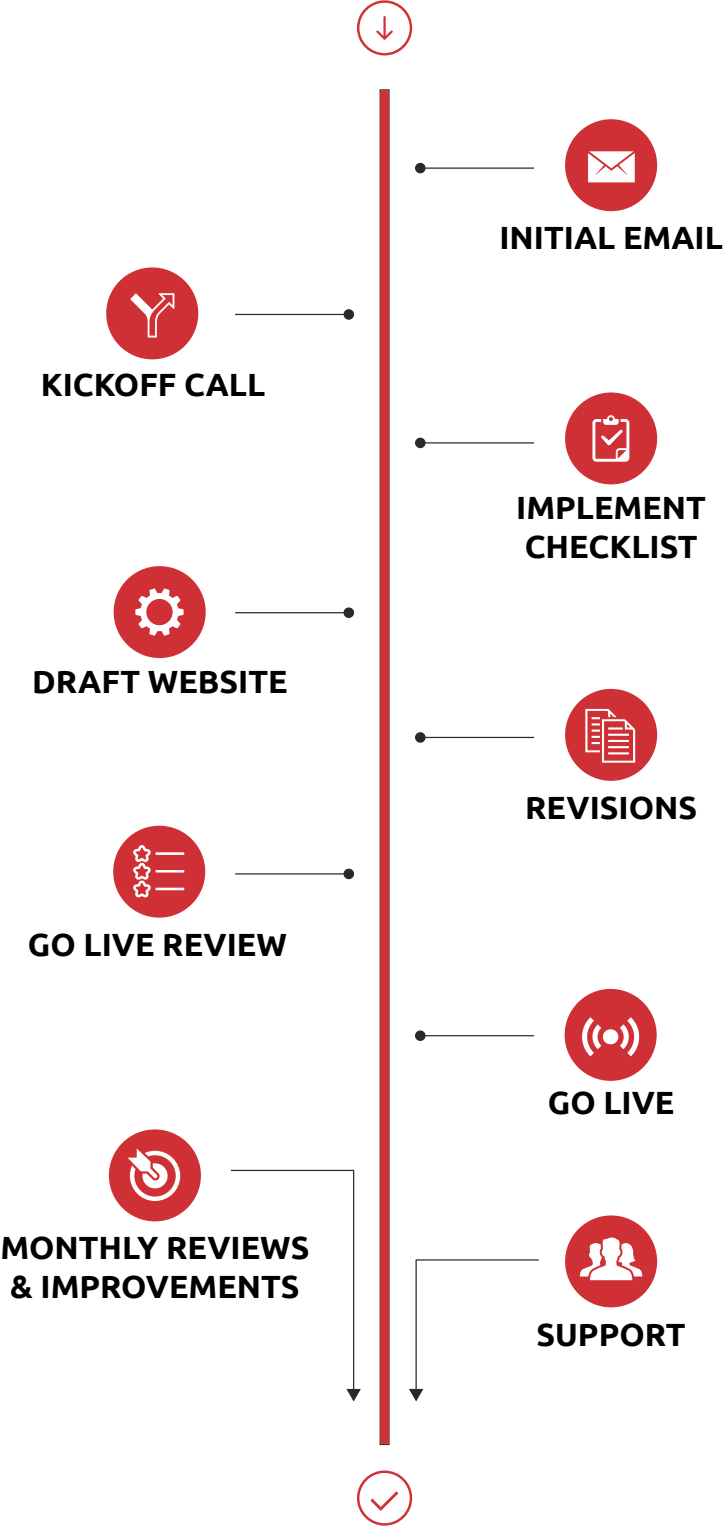 INITIAL EMAIL
KICKOFF CALL
IMPLEMENT
CHECKLIST
DRAFT WEBSITE
REVISIONS
GO LIVE REVIEW
GO LIVE
MONTHLY REVIEWS
& IMPROVEMENTS
SUPPORT